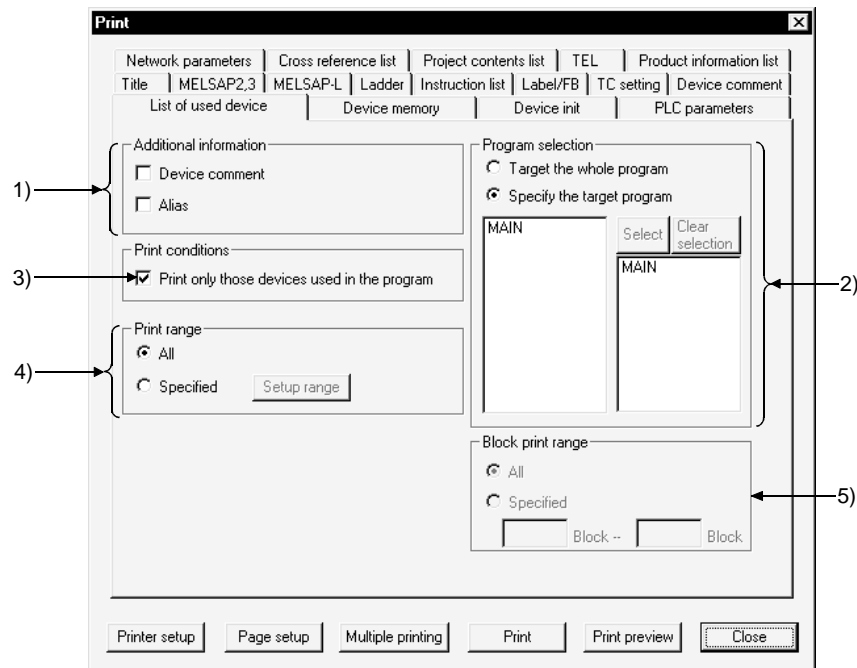 Print
Network parameters Cross reference list Project contents list TEL Product information list
Title MELSAP2,3 MELSAP-L Ladder Instruction list Label/FB TC setting Device comment
List of used device Device memory Device init PLC parameters
Additional information
Device comment
Alias
1)
Print conditions
Print only those devices used in the program
3)
Print range
All
Specified Setup range
4)
Program selection
Target the whole program
Specify the target program
MAIN
Select Clear selection
MAIN
2)
Block print range
All
Specified
Block -- Block
5)
Printer setup Page setup Multiple printing Print Print preview Close